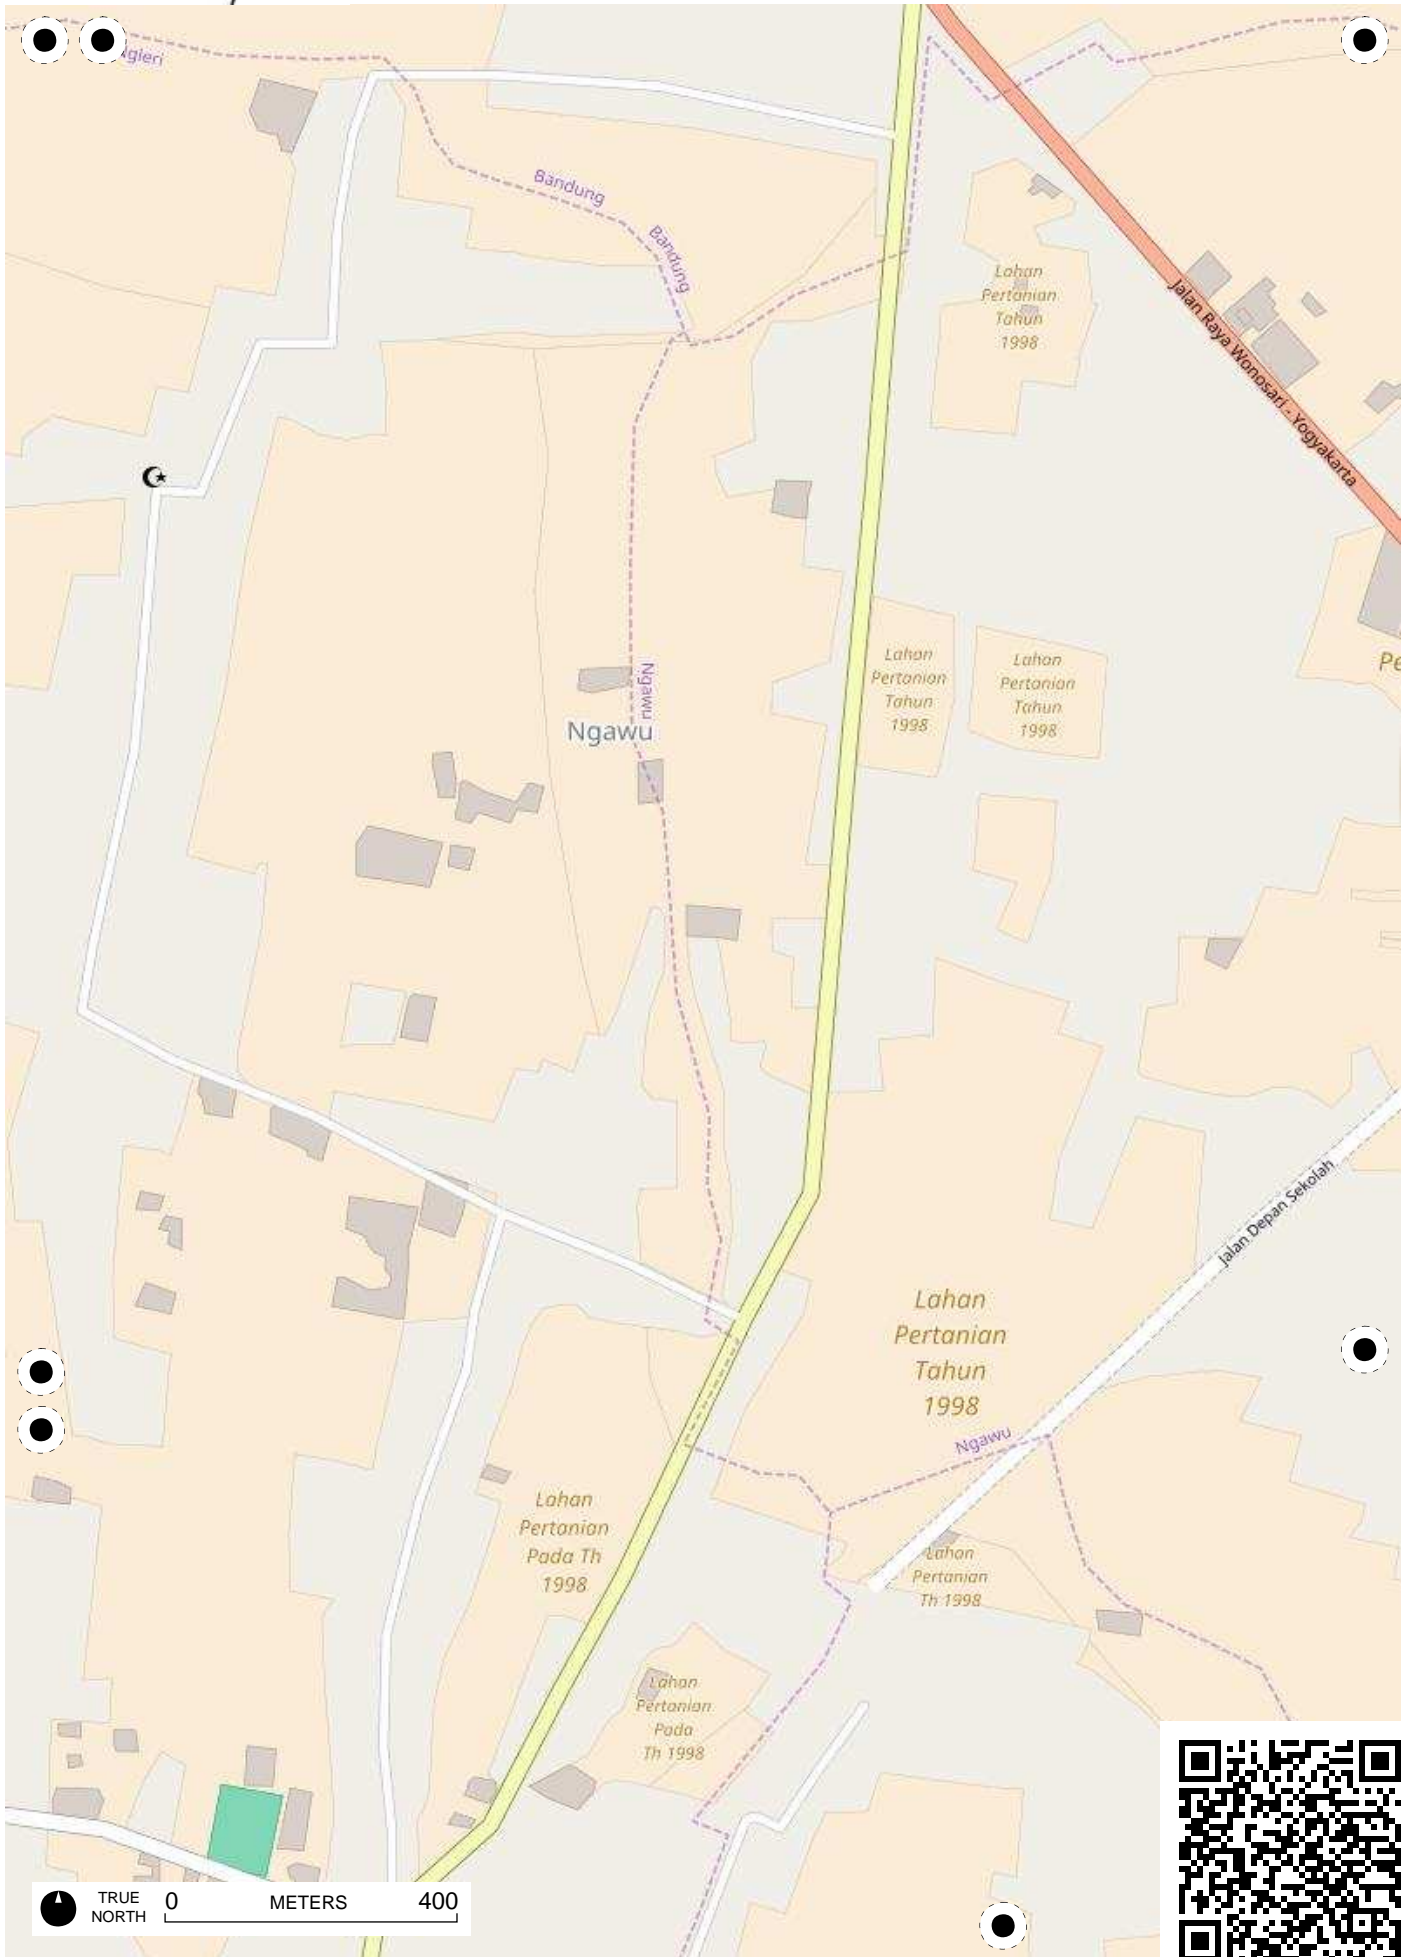 Bandung
Bandung
Lahan
Pertanian
Tahun
1998
Jalan Raya Wonosari - Yogyakarta
Ngawu
Ngawu
Lahan
Pertanian
Tahun
1998
Lahan
Pertanian
Tahun
1998
Jalan Depan Sekolah
Lahan
Pertanian
Tahun
1998
Ngawu
Lahan
Pertanian
Pada Th
1998
Lahan
Pertanian
Th 1998
Lahan
Pertanian
Pada
Th 1998
TRUE
NORTH
0 METERS 400